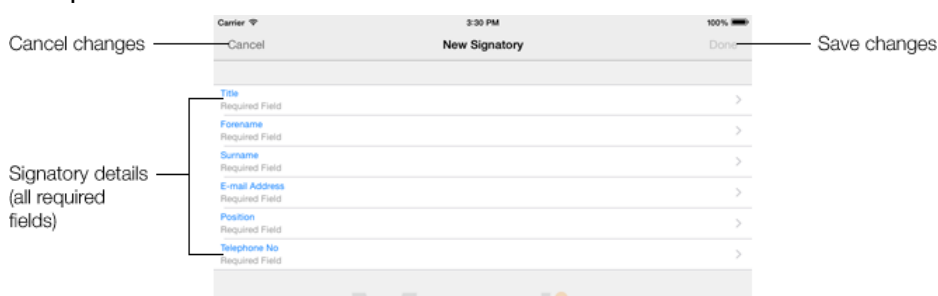 Carrier 3:30 PM 100%
Cancel changes Cancel New Signatory Done Save changes
Title
Required Field
Forename
Required Field
Surname
Required Field
Signatory details
(all required
fields)
E-mail Address
Required Field
Position
Required Field
Telephone No
Required Field